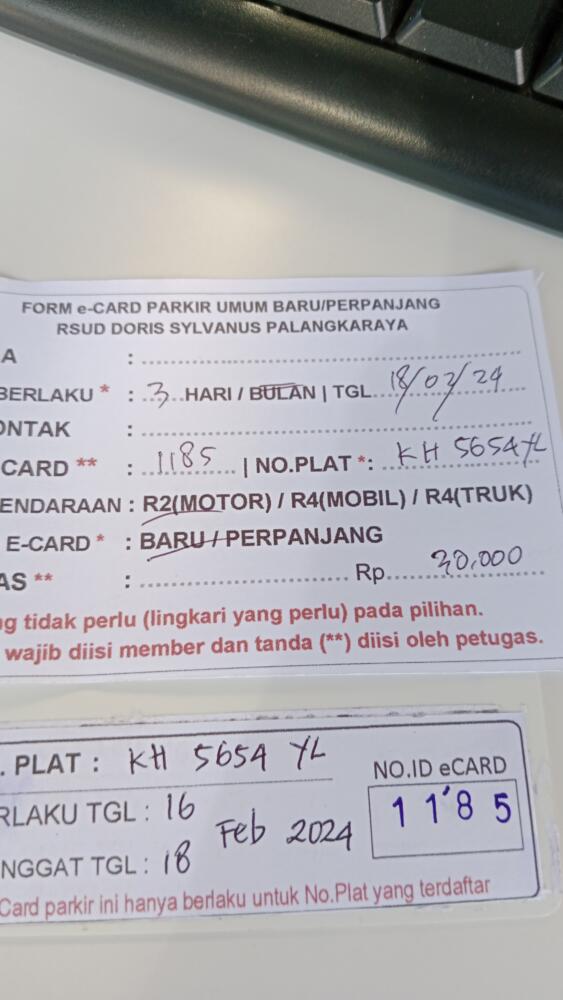 FORM e-CARD PARKIR UMUM BARU/PERPANJANG
RSUD DORIS SYLVANUS PALANGKARAYA
A : ....................
BERLAKU * : 3 HARI / BULAN | TGL 18/02/24
ONTAK : ....................
CARD ** : 1185 | NO.PLAT *: KH 5654 YL
ENDARAAN : R2(MOTOR) / R4(MOBIL) / R4(TRUK)
E-CARD * : BARU / PERPANJANG
AS ** : .................... Rp 30,000
g tidak perlu (lingkari yang perlu) pada pilihan.
wajib diisi member dan tanda (**) diisi oleh petugas.
. PLAT : KH 5654 YL
NO.ID eCARD
RLAKU TGL : 16
Feb 2024
1185
NGGAT TGL : 18
Card parkir ini hanya berlaku untuk No.Plat yang terdaftar